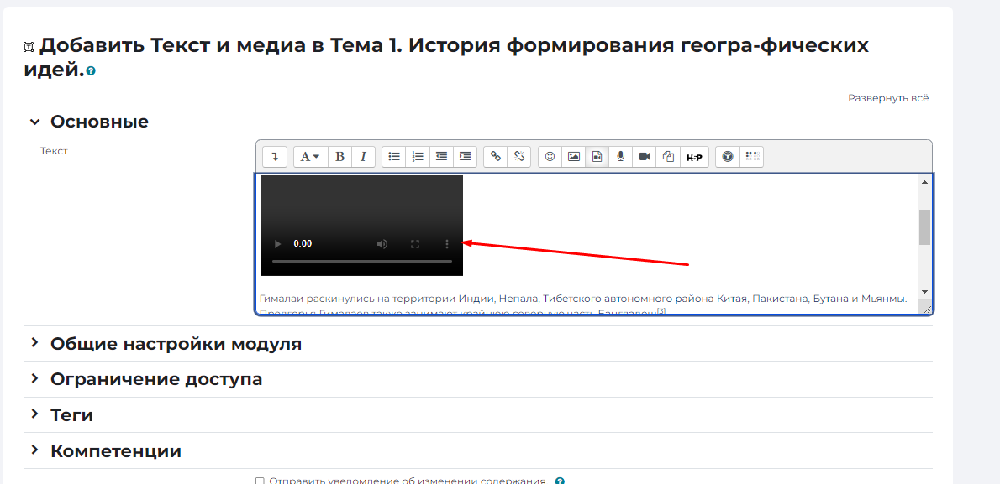 Добавить Текст и медиа в Тема 1. История формирования геогра-фических
идей.
Развернуть всё
Основные
Текст
A B I H5P
0:00
Гималаи раскинулись на территории Индии, Непала, Тибетского автономного района Китая, Пакистана, Бутана и Мьянмы.
Предгорья Гималаев также занимают крайнюю северную часть Бангладеш[3]
Общие настройки модуля
Ограничение доступа
Теги
Компетенции
Отправить уведомление об изменении содержания